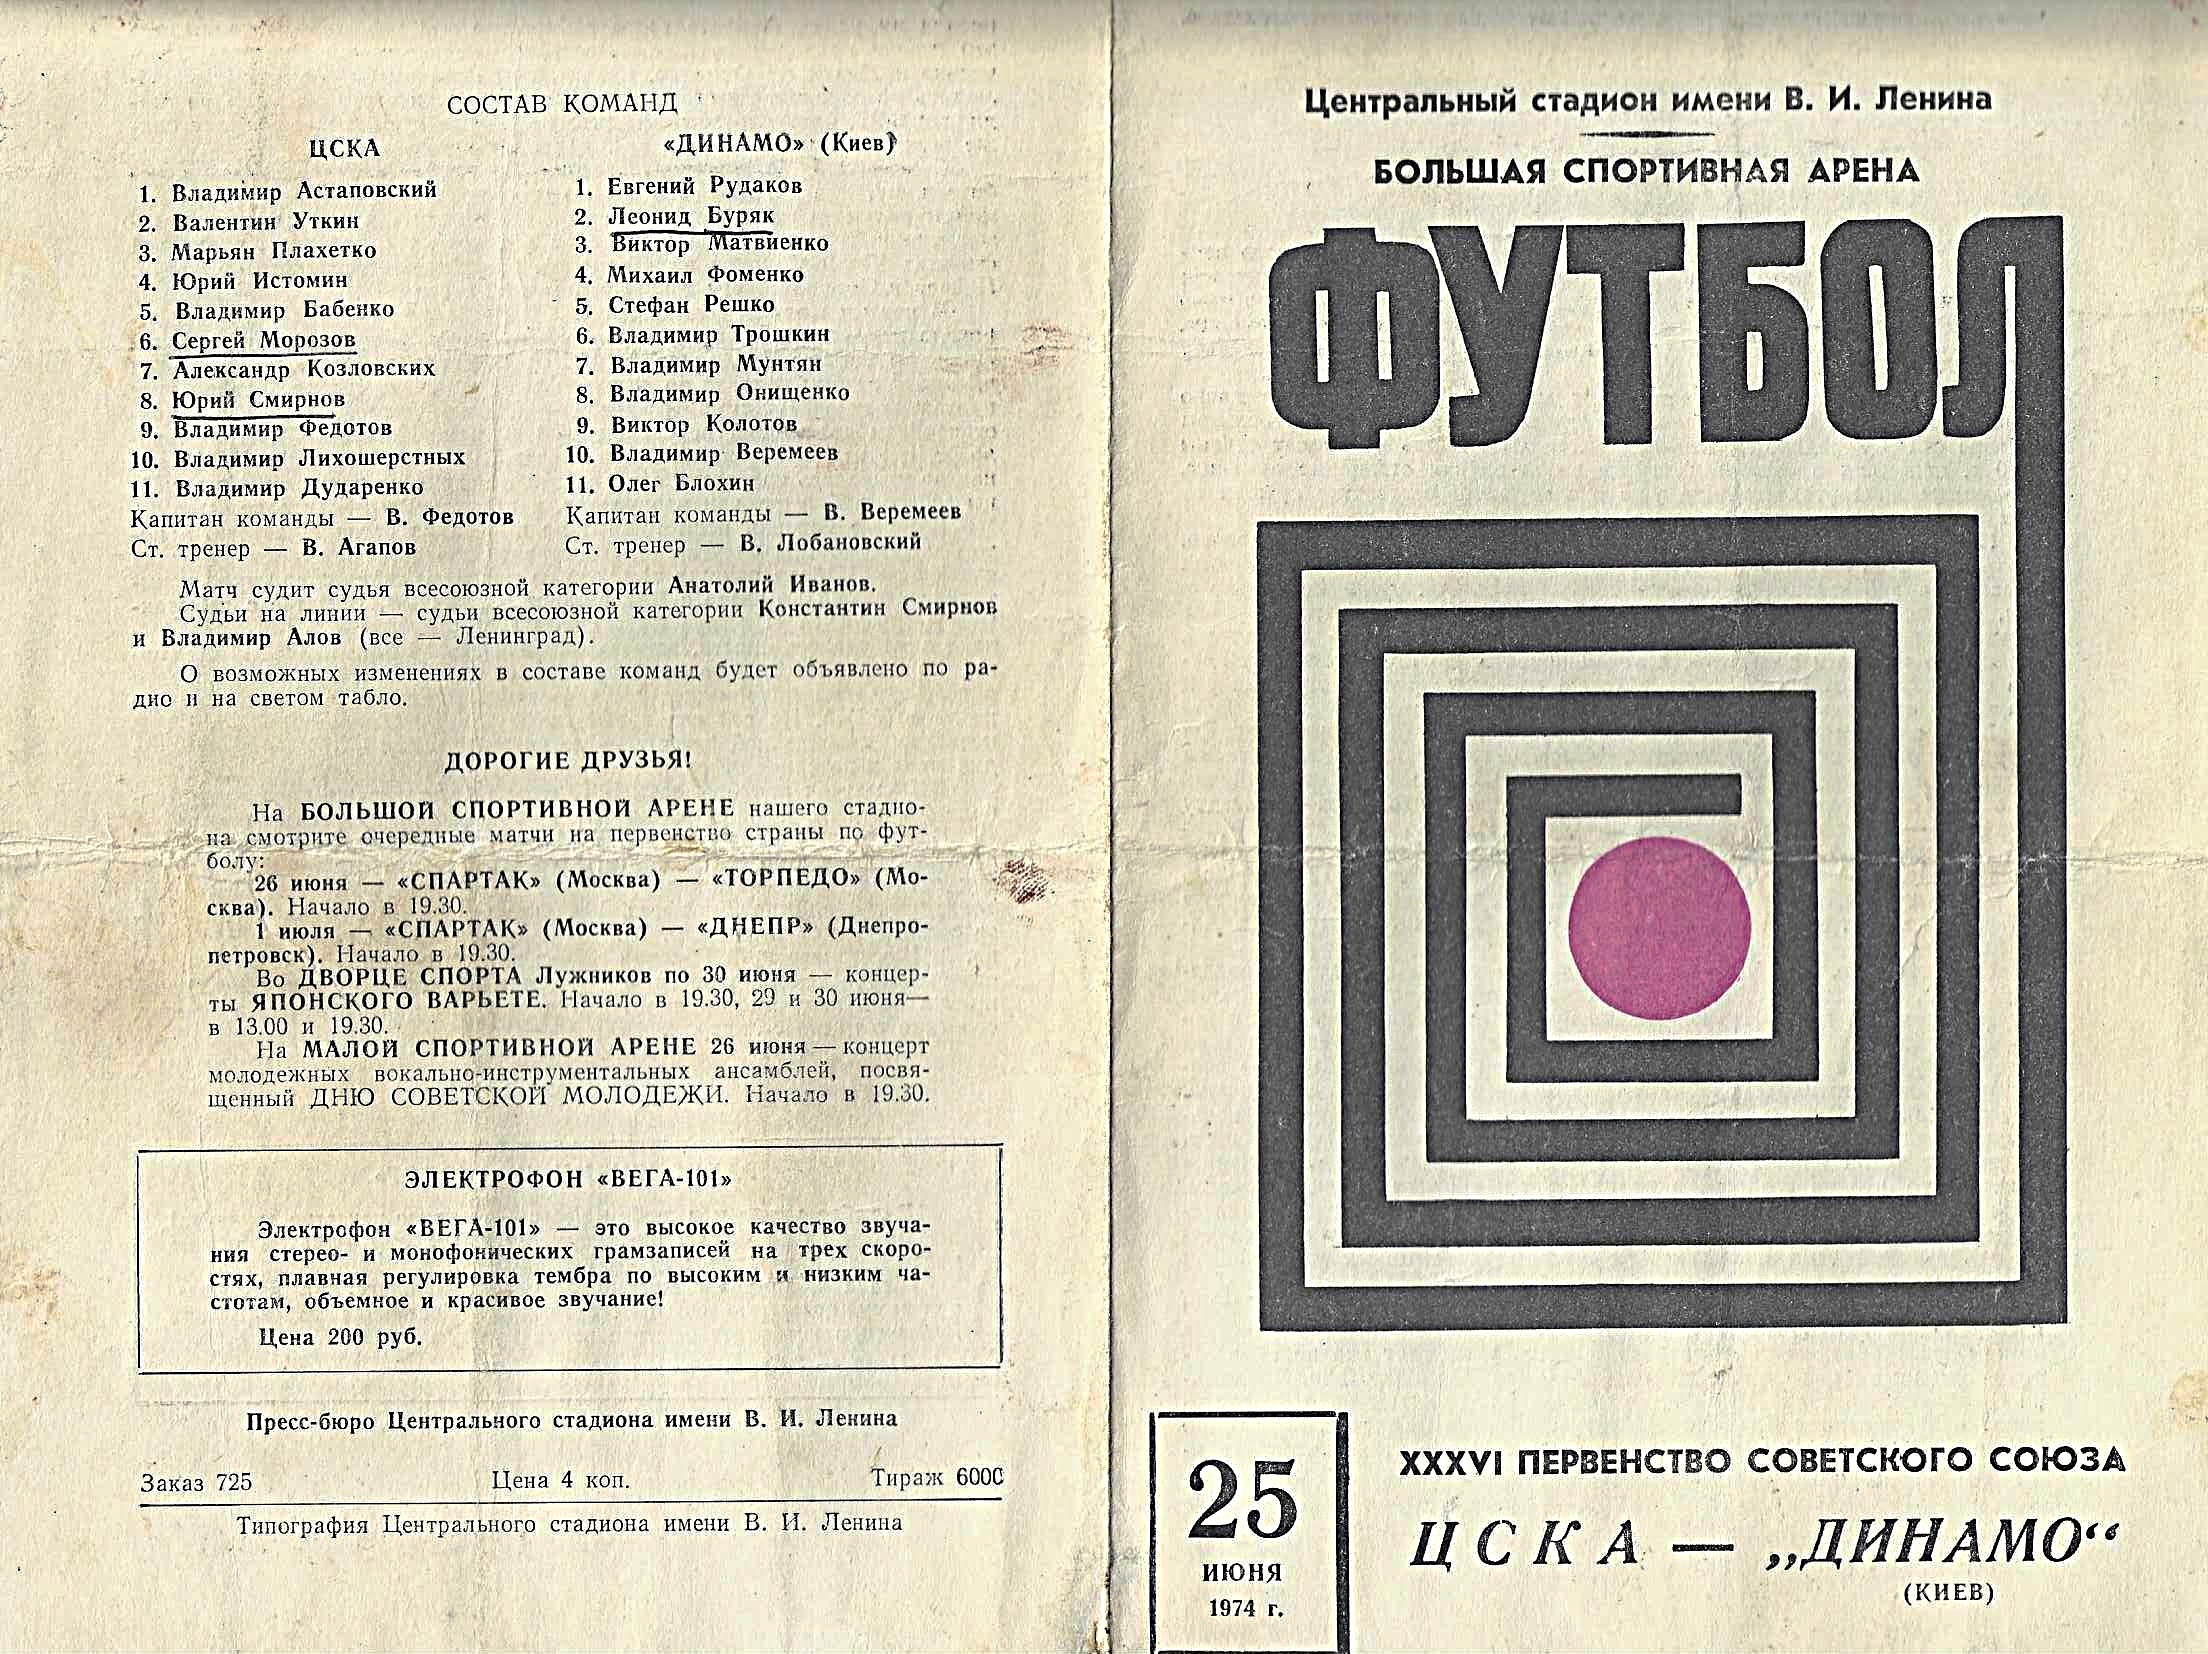 СОСТАВ КОМАНД
ЦСКА
1. Владимир Астаповский
2. Валентин Уткин
3. Марьян Плахетко
4. Юрий Истомин
5. Владимир Бабенко
6. Сергей Морозов
7. Александр Козловских
8. Юрий Смирнов
9. Владимир Федотов
10. Владимир Лихошерстных
11. Владимир Дударенко
Капитан команды — В. Федотов
Ст. тренер — В. Агапов
«ДИНАМО» (Киев)
1. Евгений Рудаков
2. Леонид Буряк
3. Виктор Матвиенко
4. Михаил Фоменко
5. Стефан Решко
6. Владимир Трошкин
7. Владимир Мунтян
8. Владимир Онищенко
9. Виктор Колотов
10. Владимир Веремеев
11. Олег Блохин
Капитан команды — В. Веремеев
Ст. тренер — В. Лобановский
Матч судит судья всесоюзной категории Анатолий Иванов.
Судьи на линии — судьи всесоюзной категории Константин Смирнов
и Владимир Алов (все — Ленинград).
О возможных изменениях в составе команд будет объявлено по ра-
дио и на светом табло.
ДОРОГИЕ ДРУЗЬЯ!
На БОЛЬШОЙ СПОРТИВНОЙ АРЕНЕ нашего стадио-
на смотрите очередные матчи на первенство страны по фут-
болу:
26 июня — «СПАРТАК» (Москва) — «ТОРПЕДО» (Мо-
сква). Начало в 19.30.
1 июля — «СПАРТАК» (Москва) — «ДНЕПР» (Днепро-
петровск). Начало в 19.30.
Во ДВОРЦЕ СПОРТА Лужников по 30 июня — концер-
ты ЯПОНСКОГО ВАРЬЕТЕ. Начало в 19.30, 29 и 30 июня—
в 13.00 и 19.30.
На МАЛОЙ СПОРТИВНОЙ АРЕНЕ 26 июня — концерт
молодежных вокально-инструментальных ансамблей, посвя-
щенный ДНЮ СОВЕТСКОЙ МОЛОДЕЖИ. Начало в 19.30.
ЭЛЕКТРОФОН «ВЕГА-101»
Электрофон «ВЕГА-101» — это высокое качество звуча-
ния стерео- и монофонических грамзаписей на трех скоро-
стях, плавная регулировка тембра по высоким и низким ча-
стотам, объемное и красивое звучание!
Цена 200 руб.
Пресс-бюро Центрального стадиона имени В. И. Ленина
Заказ 725 Цена 4 коп. Тираж 6000
Типография Центрального стадиона имени В. И. Ленина
Центральный стадион имени В. И. Ленина
БОЛЬШАЯ СПОРТИВНАЯ АРЕНА
ФУТБОЛ
25
ИЮНЯ
1974 г.
XXXVI ПЕРВЕНСТВО СОВЕТСКОГО СОЮЗА
ЦСКА — „ДИНАМО“
(КИЕВ)